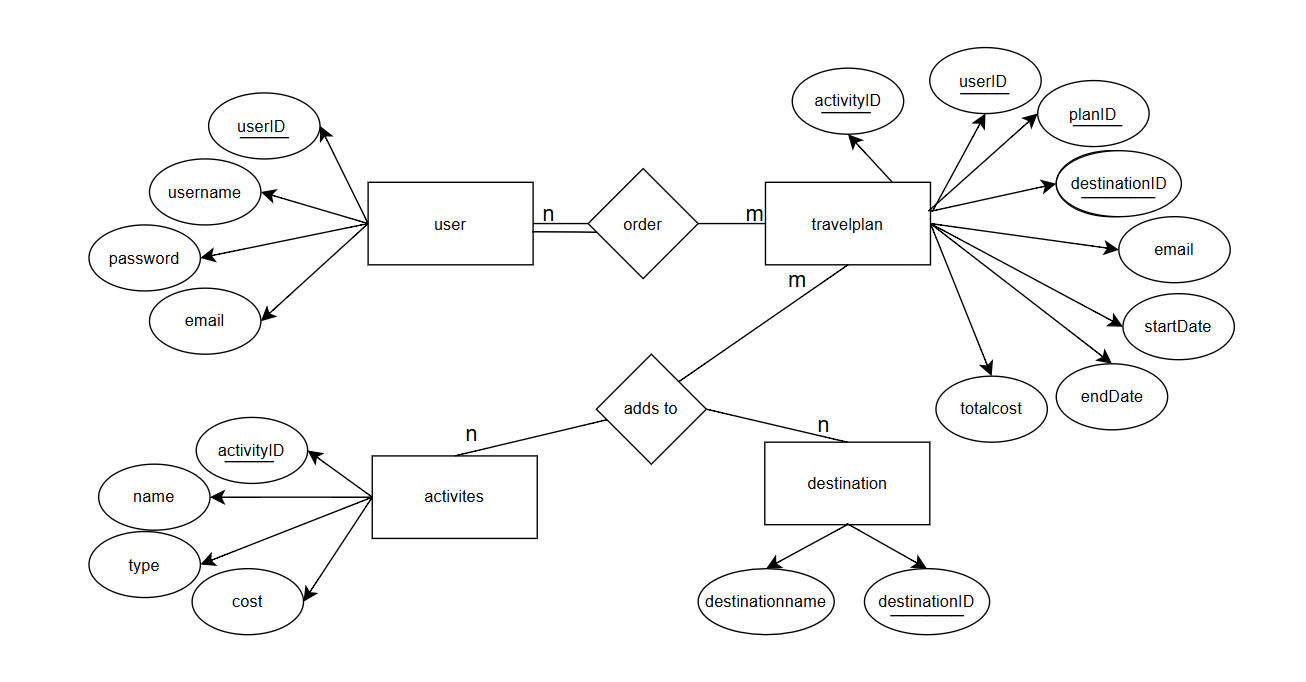 userID
activityID
planID
userID
destinationID
username
n
m
user
order
travelplan
email
password
m
email
startDate
endDate
totalcost
adds to
n
n
activityID
destination
name
activites
type
cost
destinationname
destinationID